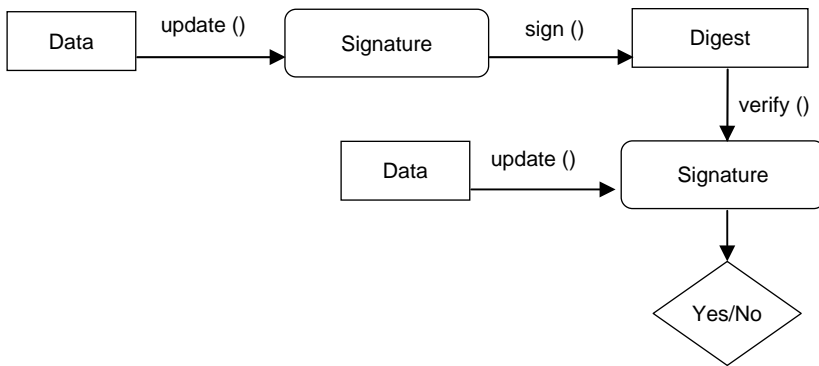 Data
update ()
Signature
sign ()
Digest
verify ()
Data
update ()
Signature
Yes/No